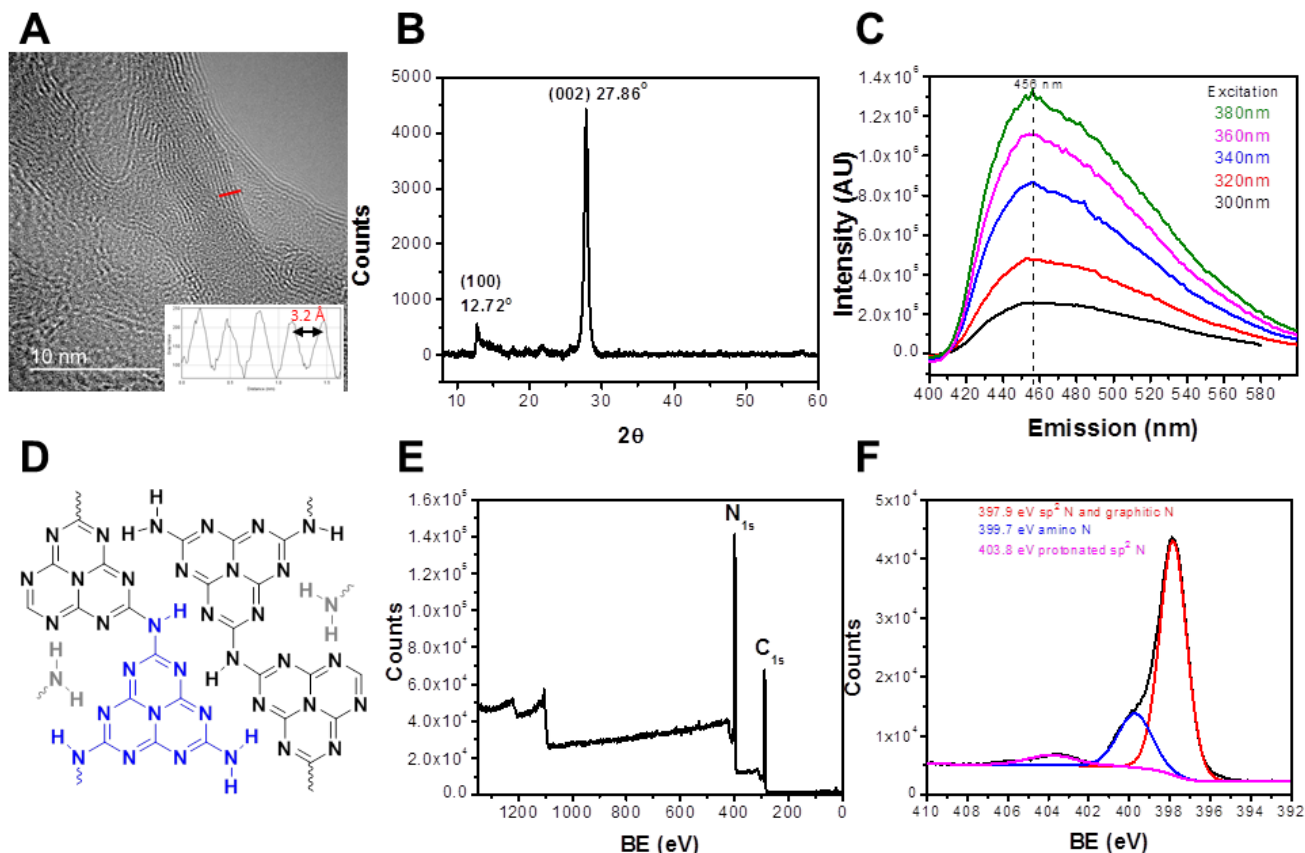 A
10 nm
3.2 Å
B
Counts
5000
4000
3000
2000
1000
0
(002) 27.86°
(100)
12.72°
10 20 30 40 50 60
2θ
C
Intensity (AU)
1.4x10⁶
1.2x10⁶
1.0x10⁶
8.0x10⁵
6.0x10⁵
4.0x10⁵
2.0x10⁵
0.0
456 nm
Excitation
380nm
360nm
340nm
320nm
300nm
400 420 440 460 480 500 520 540 560 580
Emission (nm)
D
E
Counts
1.6x10⁵
1.4x10⁵
1.2x10⁵
1.0x10⁵
8.0x10⁴
6.0x10⁴
4.0x10⁴
2.0x10⁴
0.0
N₁ₛ
C₁ₛ
1200 1000 800 600 400 200 0
BE (eV)
F
Counts
5x10⁴
4x10⁴
3x10⁴
2x10⁴
1x10⁴
0
397.9 eV sp² N and graphitic N
399.7 eV amino N
403.8 eV protonated sp² N
410 408 406 404 402 400 398 396 394 392
BE (eV)